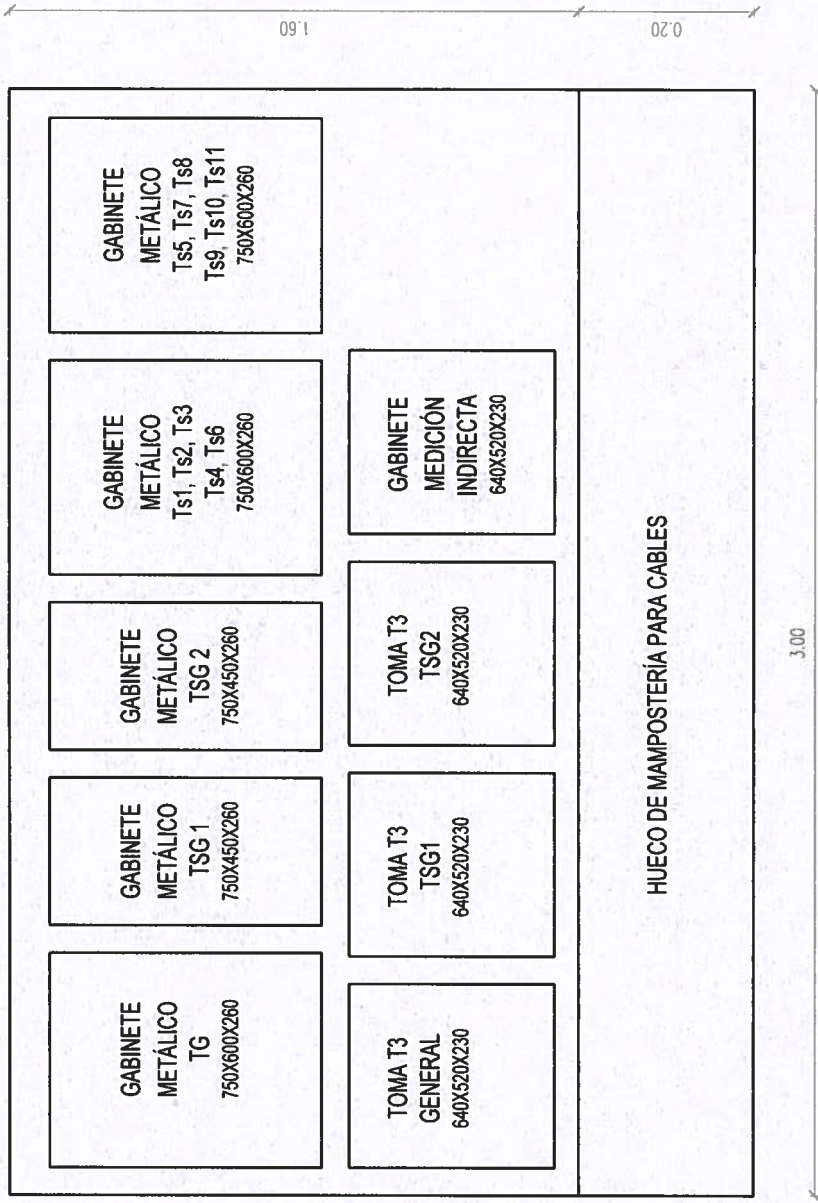 GABINETE
METÁLICO
TG
750X600X260
GABINETE
METÁLICO
TSG 1
750X450X260
GABINETE
METÁLICO
TSG 2
750X450X260
GABINETE
METÁLICO
Ts1, Ts2, Ts3
Ts4, Ts6
750X600X260
GABINETE
METÁLICO
Ts5, Ts7, Ts8
Ts9, Ts10, Ts11
750X600X260
TOMA T3
GENERAL
640X520X230
TOMA T3
TSG1
640X520X230
TOMA T3
TSG2
640X520X230
GABINETE
MEDICIÓN
INDIRECTA
640X520X230
HUECO DE MAMPOSTERÍA PARA CABLES
1.60
0.20
3.00